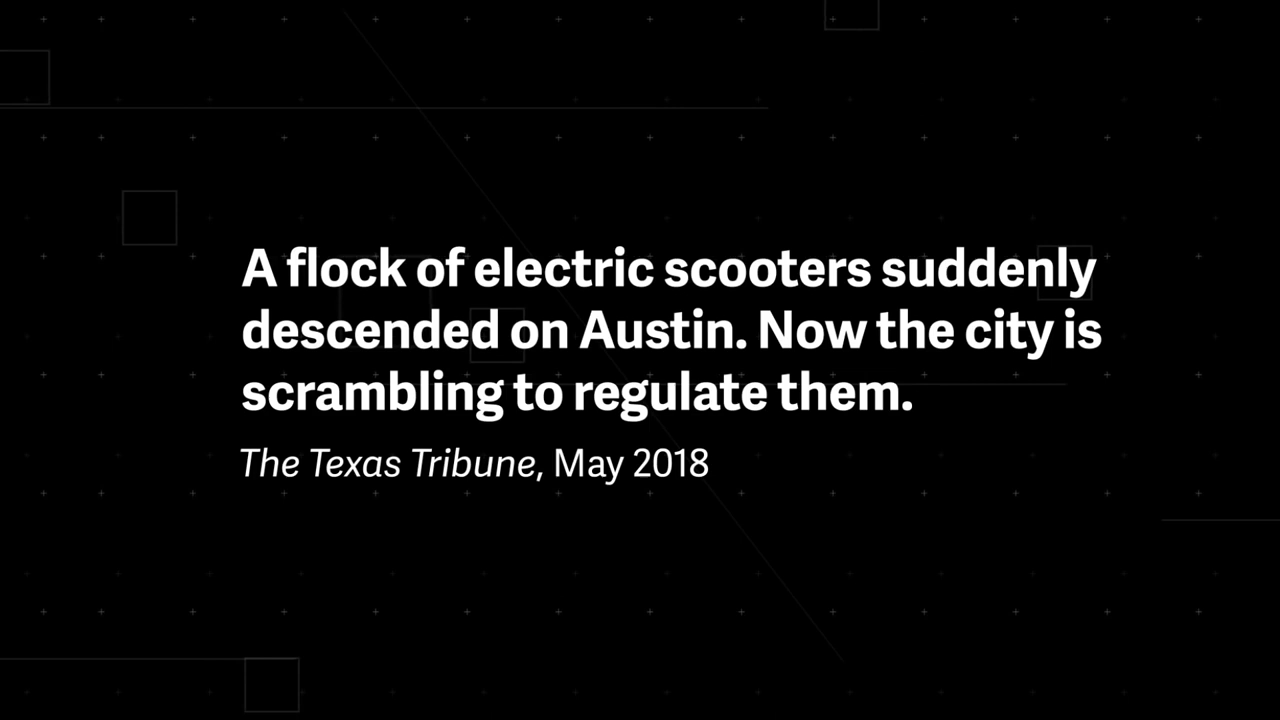 A flock of electric scooters suddenly
descended on Austin. Now the city is
scrambling to regulate them.
The Texas Tribune, May 2018